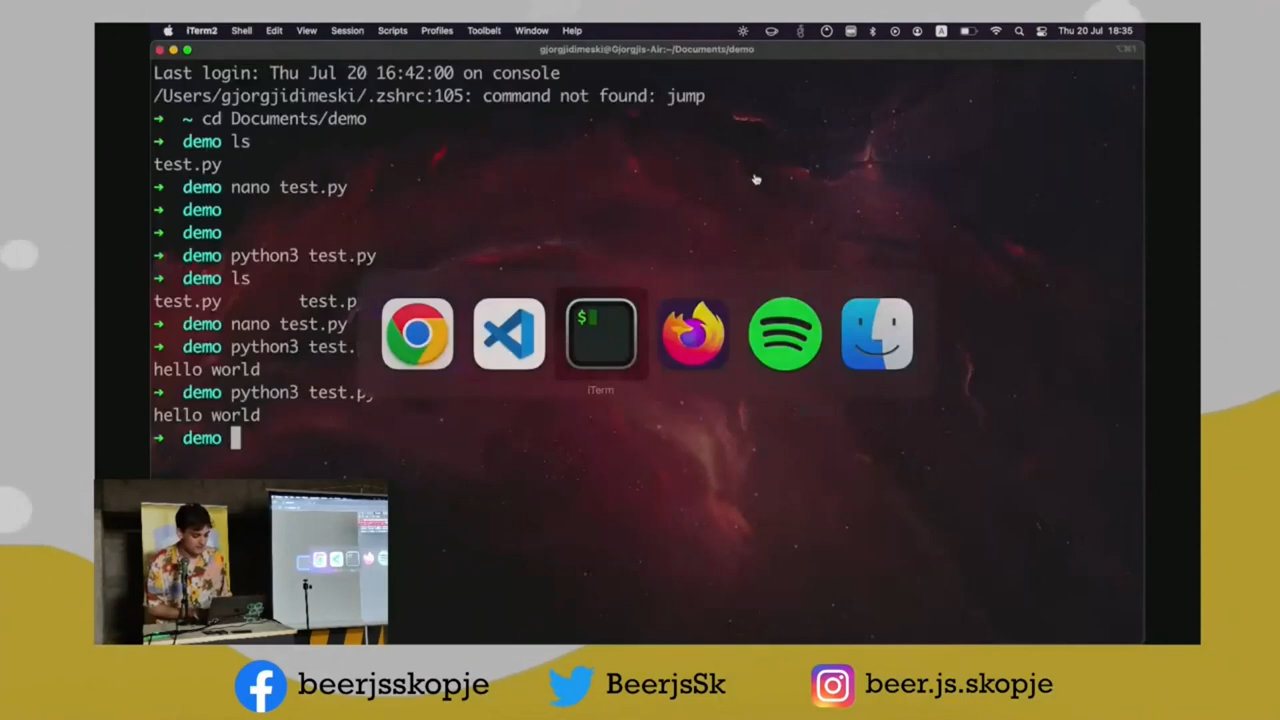 iTerm2 Shell Edit View Session Scripts Profiles Toolbelt Window Help A Thu 20 Jul 18:35
gjorgjidimeski@Gjorgjis-Air:~/Documents/demo
Last login: Thu Jul 20 16:42:00 on console
/Users/gjorgjidimeski/.zshrc:105: command not found: jump
➜ ~ cd Documents/demo
➜ demo ls
test.py
➜ demo nano test.py
➜ demo
➜ demo
➜ demo python3 test.py
➜ demo ls
test.py test.p
➜ demo nano test.py
➜ demo python3 test.
hello world
➜ demo python3 test.py
hello world
➜ demo
$
iTerm
beerjsskopje BeerjsSk beer.js.skopje